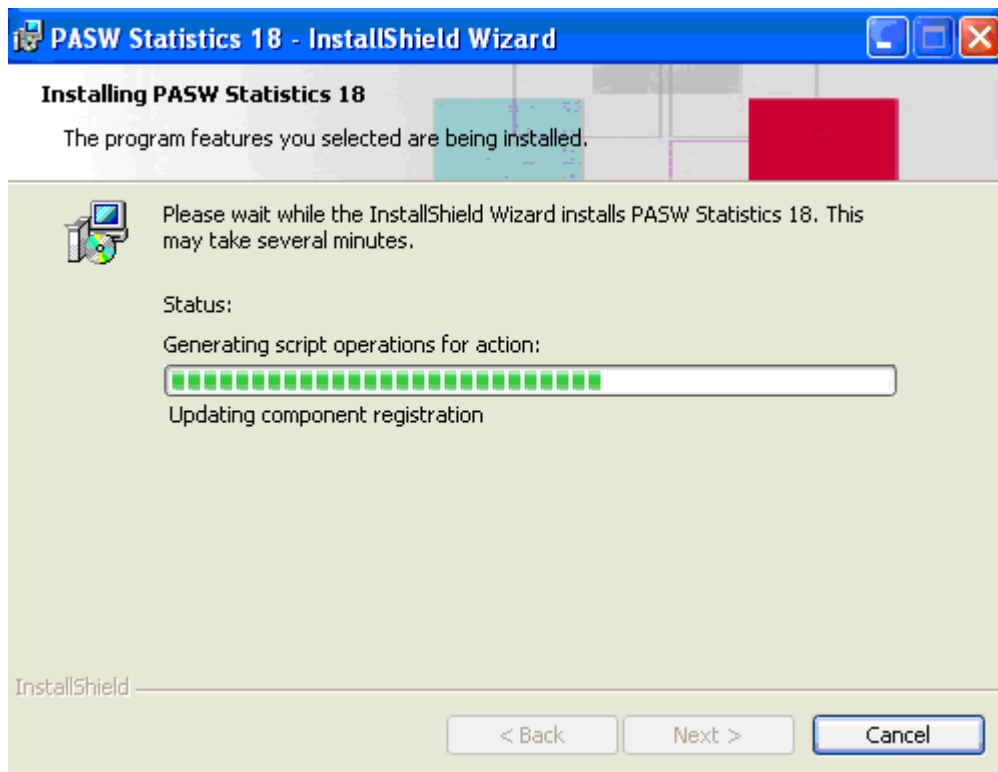 PASW Statistics 18 - InstallShield Wizard
Installing PASW Statistics 18
The program features you selected are being installed.
Please wait while the InstallShield Wizard installs PASW Statistics 18. This
may take several minutes.
Status:
Generating script operations for action:
Updating component registration
InstallShield
< Back
Next >
Cancel